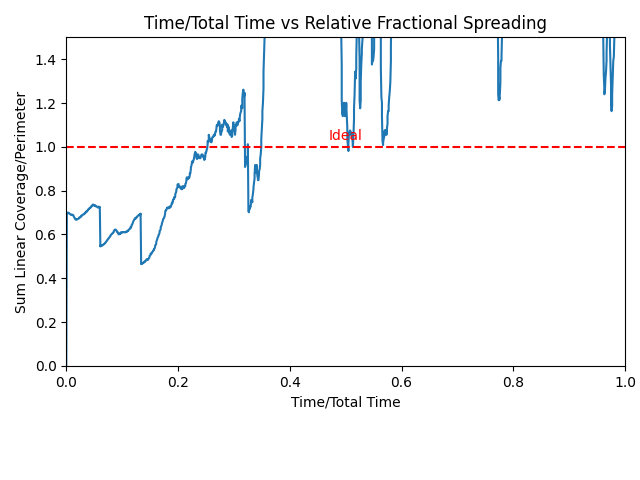 Time/Total Time vs Relative Fractional Spreading
Sum Linear Coverage/Perimeter
1.4
1.2
1.0
0.8
0.6
0.4
0.2
0.0
Ideal
0.0 0.2 0.4 0.6 0.8 1.0
Time/Total Time